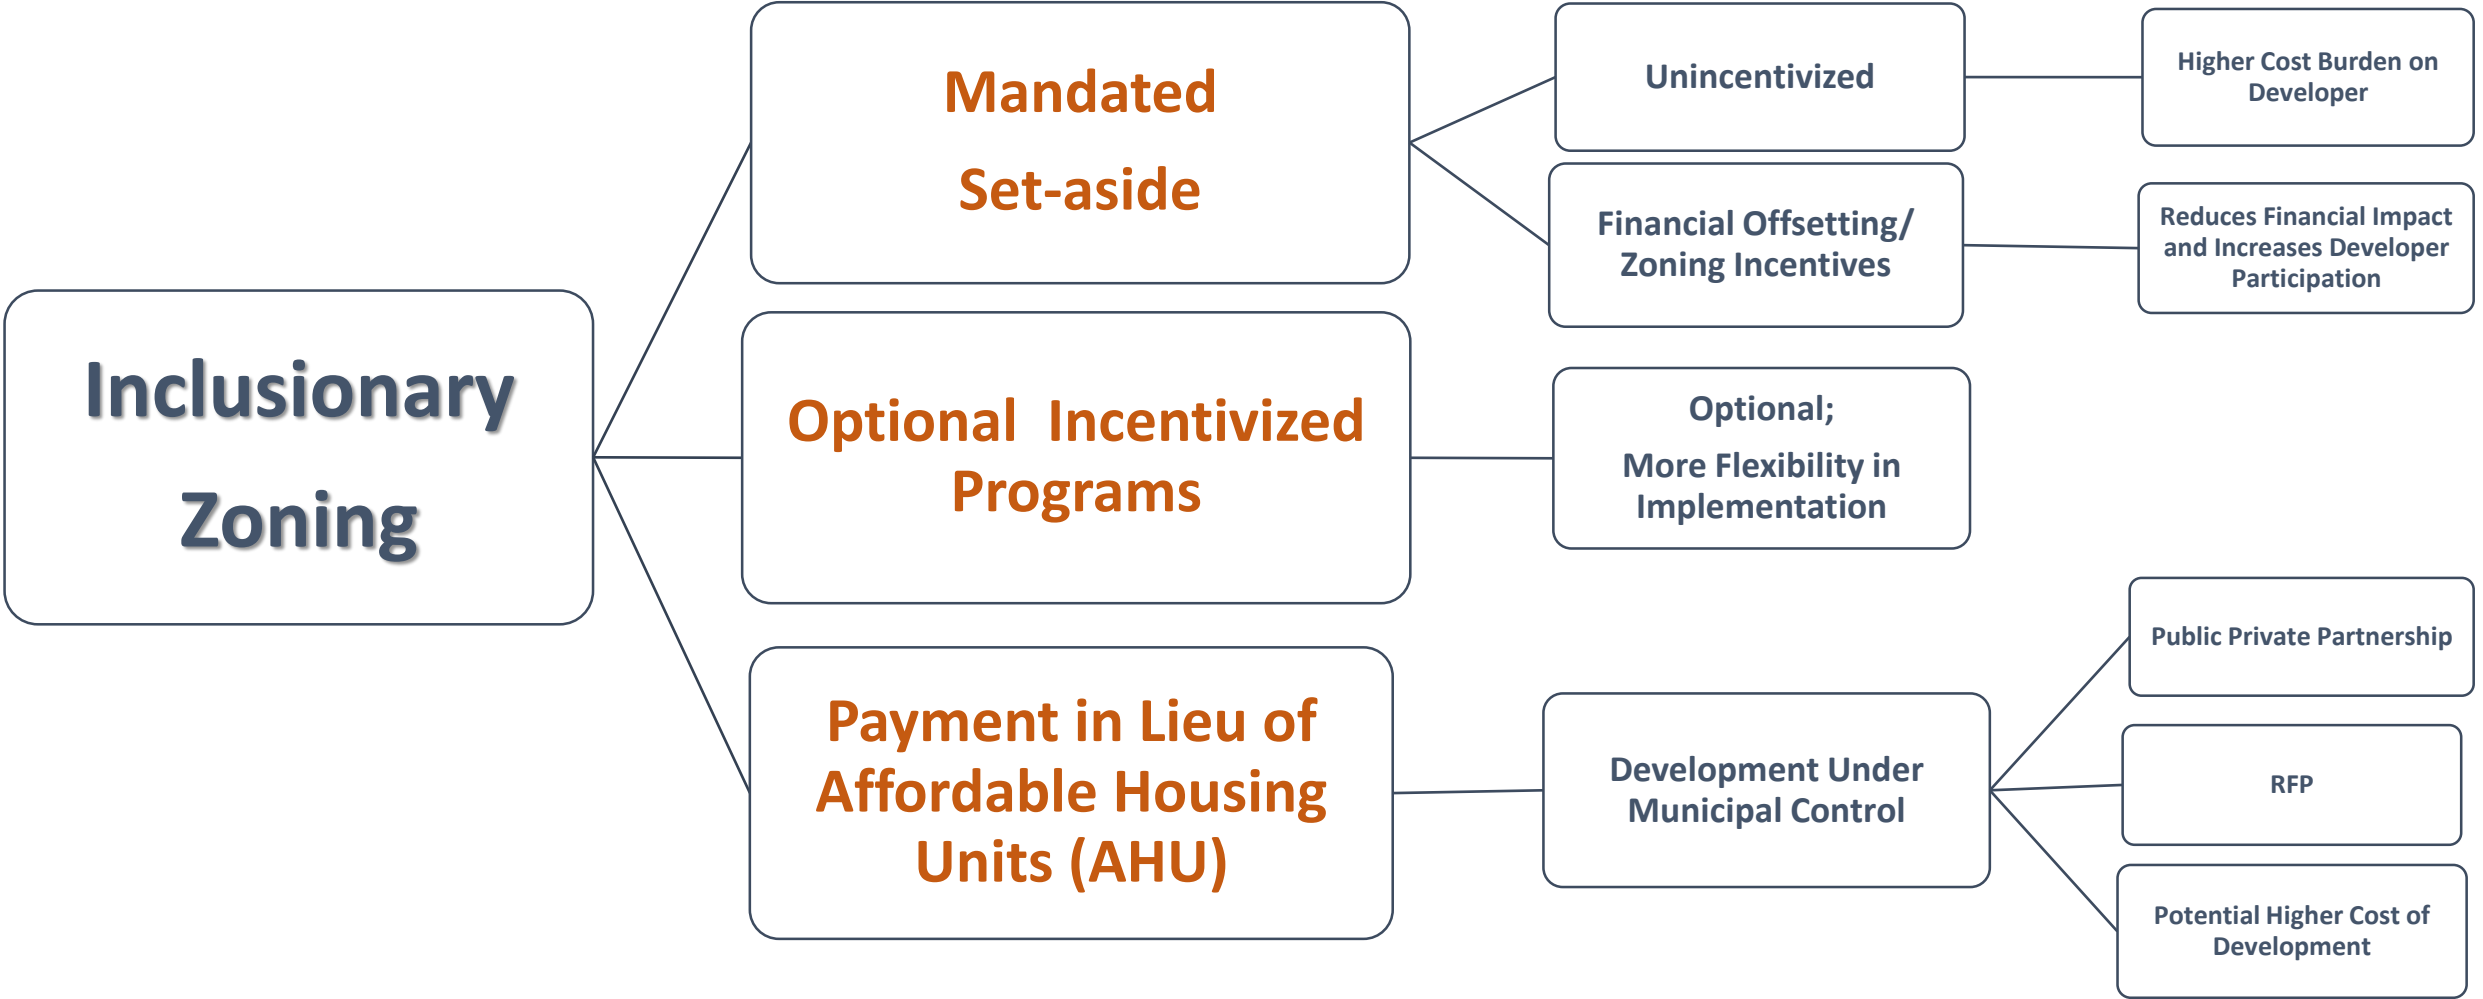 Inclusionary
Zoning
Mandated
Set-aside
Unincentivized
Higher Cost Burden on
Developer
Financial Offsetting/
Zoning Incentives
Reduces Financial Impact
and Increases Developer
Participation
Optional  Incentivized
Programs
Optional;
More Flexibility in
Implementation
Payment in Lieu of
Affordable Housing
Units (AHU)
Development Under
Municipal Control
Public Private Partnership
RFP
Potential Higher Cost of
Development